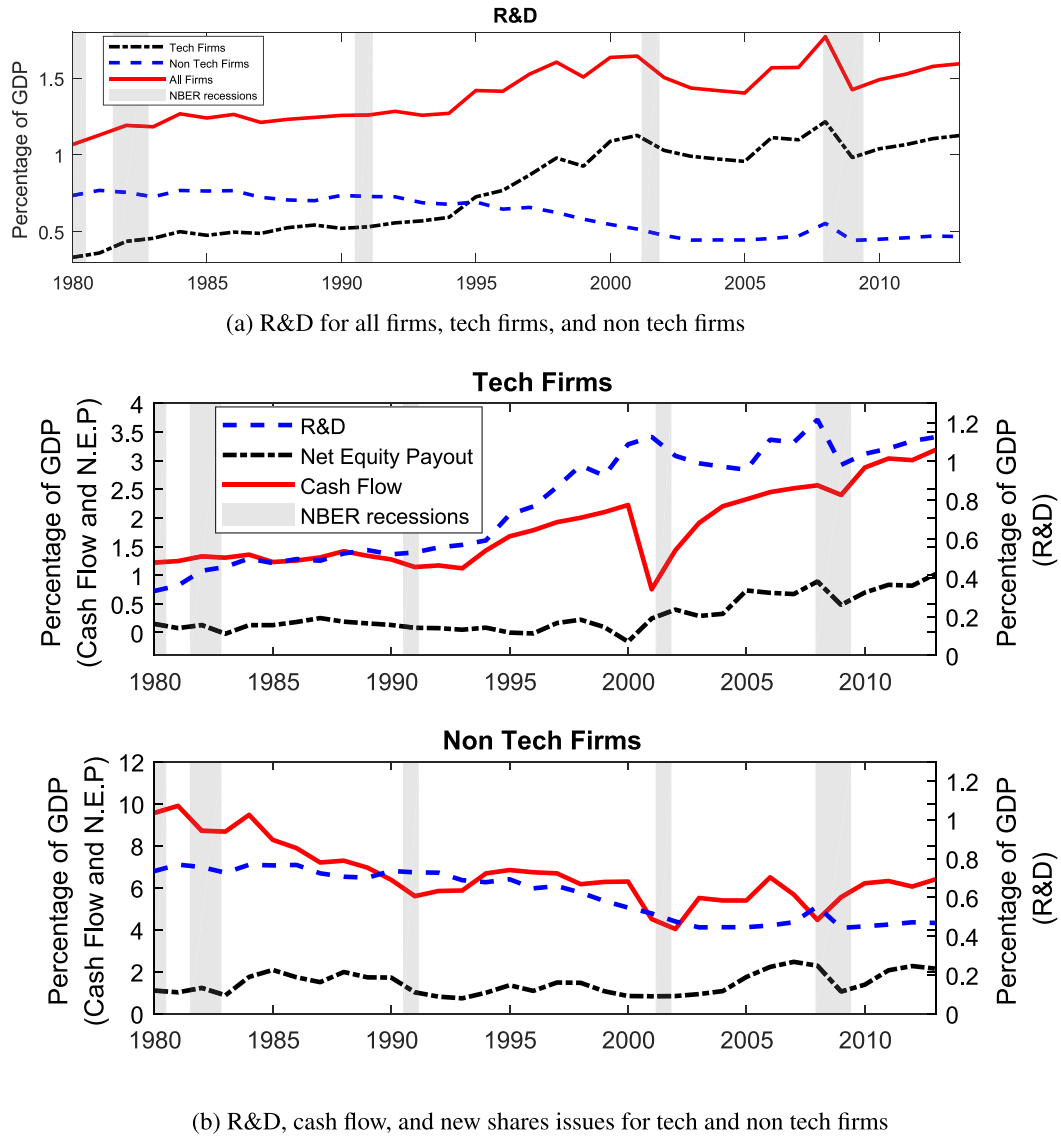 R&D
Tech Firms
Non Tech Firms
All Firms
NBER recessions
Percentage of GDP
1.5
1
0.5
1980 1985 1990 1995 2000 2005 2010
(a) R&D for all firms, tech firms, and non tech firms
Tech Firms
R&D
Net Equity Payout
Cash Flow
NBER recessions
Percentage of GDP
(Cash Flow and N.E.P)
4
3.5
3
2.5
2
1.5
1
0.5
0
1.2
1
0.8
0.6
0.4
0.2
0
Percentage of GDP
(R&D)
1980 1985 1990 1995 2000 2005 2010
Non Tech Firms
Percentage of GDP
(Cash Flow and N.E.P)
12
10
8
6
4
2
0
1.2
1
0.8
0.6
0.4
0.2
0
Percentage of GDP
(R&D)
1980 1985 1990 1995 2000 2005 2010
(b) R&D, cash flow, and new shares issues for tech and non tech firms